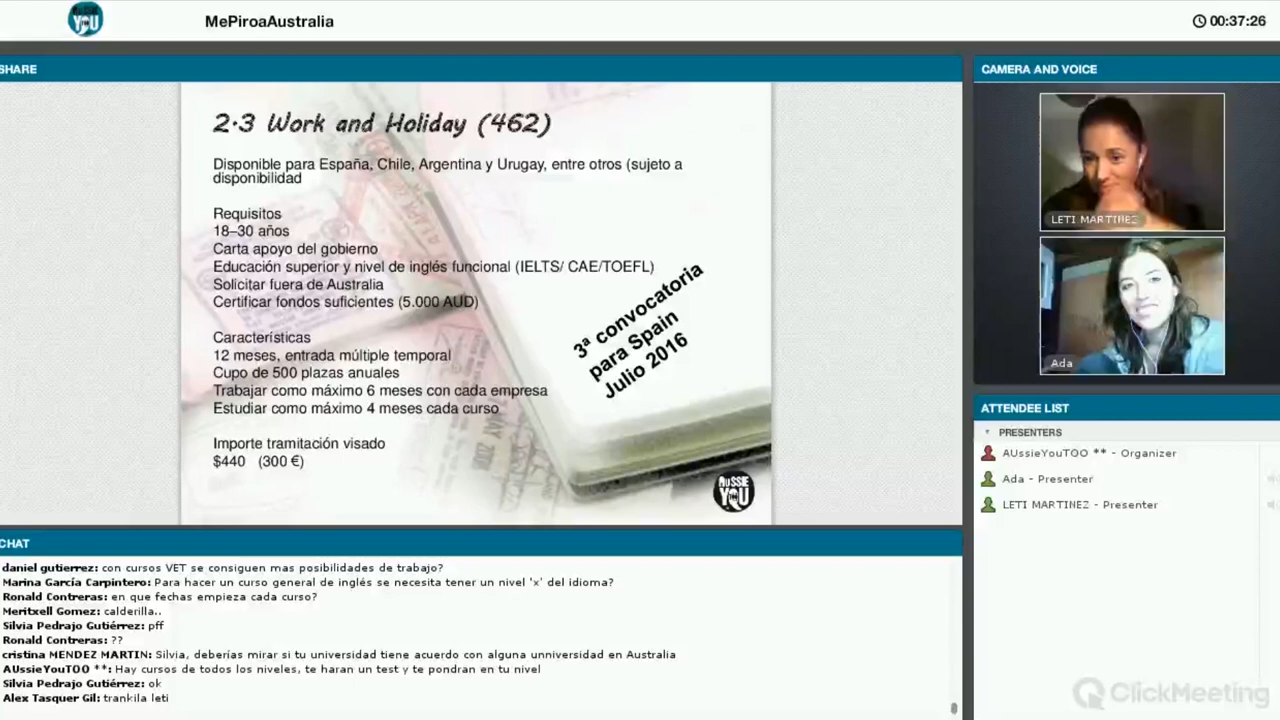 AUSSIE YOU
MePiroaAustralia
00:37:26
SHARE
2.3 Work and Holiday (462)
Disponible para España, Chile, Argentina y Urugay, entre otros (sujeto a
disponibilidad
Requisitos
18–30 años
Carta apoyo del gobierno
Educación superior y nivel de inglés funcional (IELTS/ CAE/TOEFL)
Solicitar fuera de Australia
Certificar fondos suficientes (5.000 AUD)
Características
12 meses, entrada múltiple temporal
Cupo de 500 plazas anuales
Trabajar como máximo 6 meses con cada empresa
Estudiar como máximo 4 meses cada curso
Importe tramitación visado
$440 (300 €)
3ª convocatoria
para Spain
Julio 2016
AUSSIE
YOU
CHAT
daniel gutierrez: con cursos VET se consiguen mas posibilidades de trabajo?
Marina García Carpintero: Para hacer un curso general de inglés se necesita tener un nivel 'x' del idioma?
Ronald Contreras: en que fechas empieza cada curso?
Meritxell Gomez: calderilla..
Silvia Pedrajo Gutiérrez: pff
Ronald Contreras: ??
cristina MENDEZ MARTIN: Silvia, deberías mirar si tu universidad tiene acuerdo con alguna unniversidad en Australia
AUssieYouTOO **: Hay cursos de todos los niveles, te haran un test y te pondran en tu nivel
Silvia Pedrajo Gutiérrez: ok
Alex Tasquer Gil: trankila leti
CAMERA AND VOICE
LETI MARTINEZ
Ada
ATTENDEE LIST
PRESENTERS
AUssieYouTOO ** - Organizer
Ada - Presenter
LETI MARTINEZ - Presenter
ClickMeeting